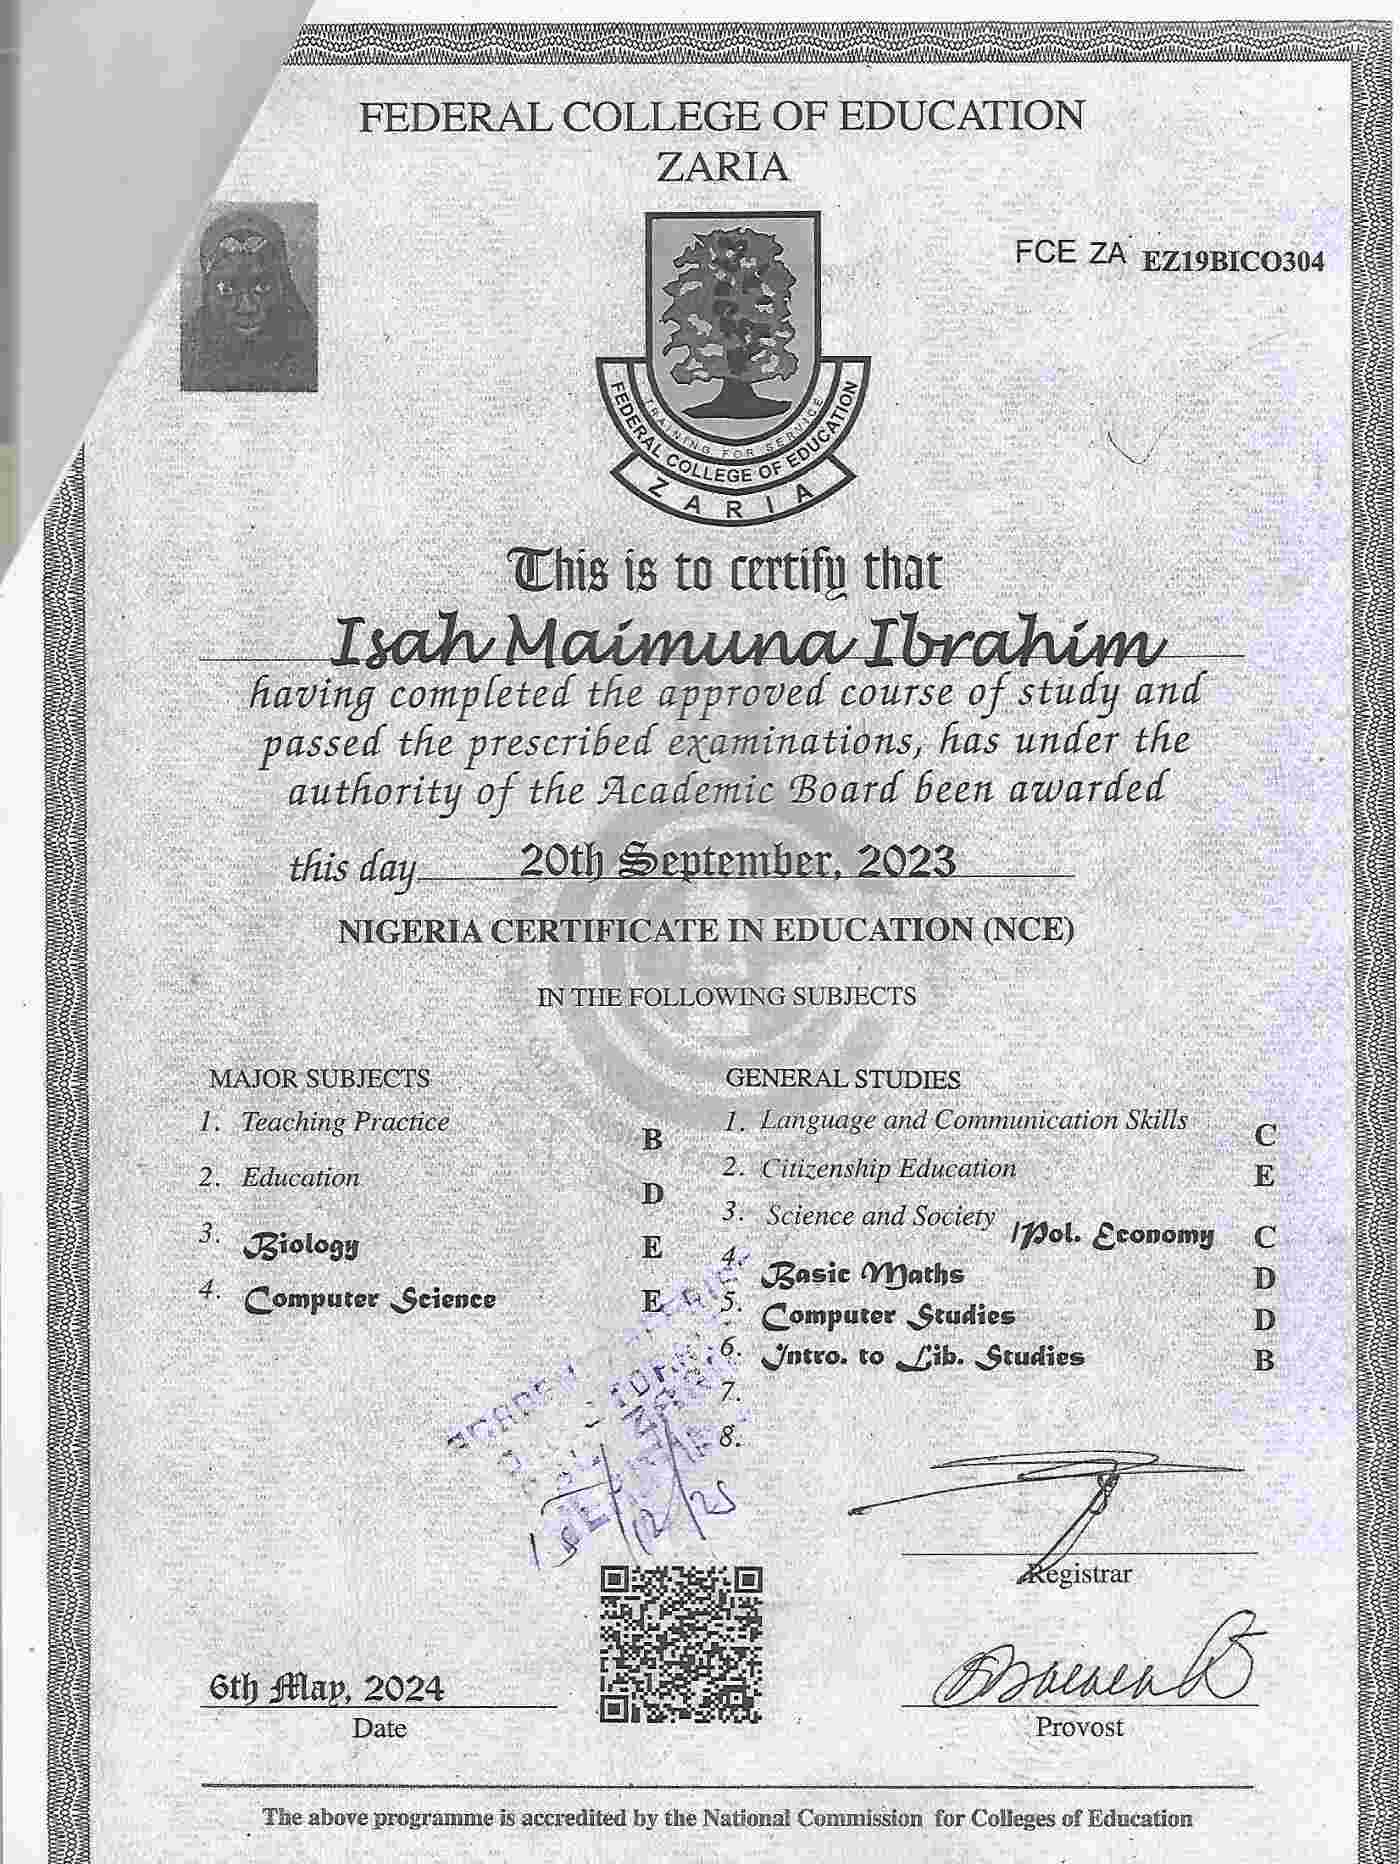 FEDERAL COLLEGE OF EDUCATION
ZARIA
FCE ZA EZ19BICO304
TRAINING FOR SERVICE
FEDERAL COLLEGE OF EDUCATION
ZARIA
This is to certify that
Isah Maimuna Ibrahim
having completed the approved course of study and
passed the prescribed examinations, has under the
authority of the Academic Board been awarded
this day 20th September, 2023
NIGERIA CERTIFICATE IN EDUCATION (NCE)
IN THE FOLLOWING SUBJECTS
MAJOR SUBJECTS
1. Teaching Practice B
2. Education D
3. Biology E
4. Computer Science E
GENERAL STUDIES
1. Language and Communication Skills C
2. Citizenship Education E
3. Science and Society /Pol. Economy C
4. Basic Maths D
5. Computer Studies D
6. Intro. to Lib. Studies B
7.
8.
Registrar
6th May, 2024
Date
Provost
The above programme is accredited by the National Commission for Colleges of Education